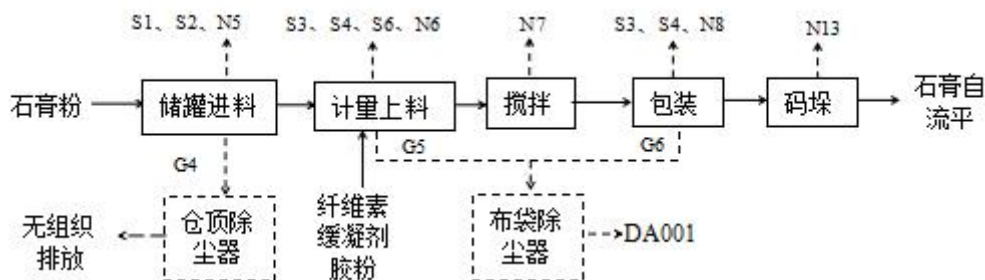 S1、S2、N5
S3、S4、S6、N6
N7
S3、S4、N8
N13
石膏粉
储罐进料
计量上料
搅拌
包装
码垛
石膏自
流平
G4
G5
G6
无组织
排放
仓顶除
尘器
纤维素
缓凝剂
胶粉
布袋除
尘器
DA001